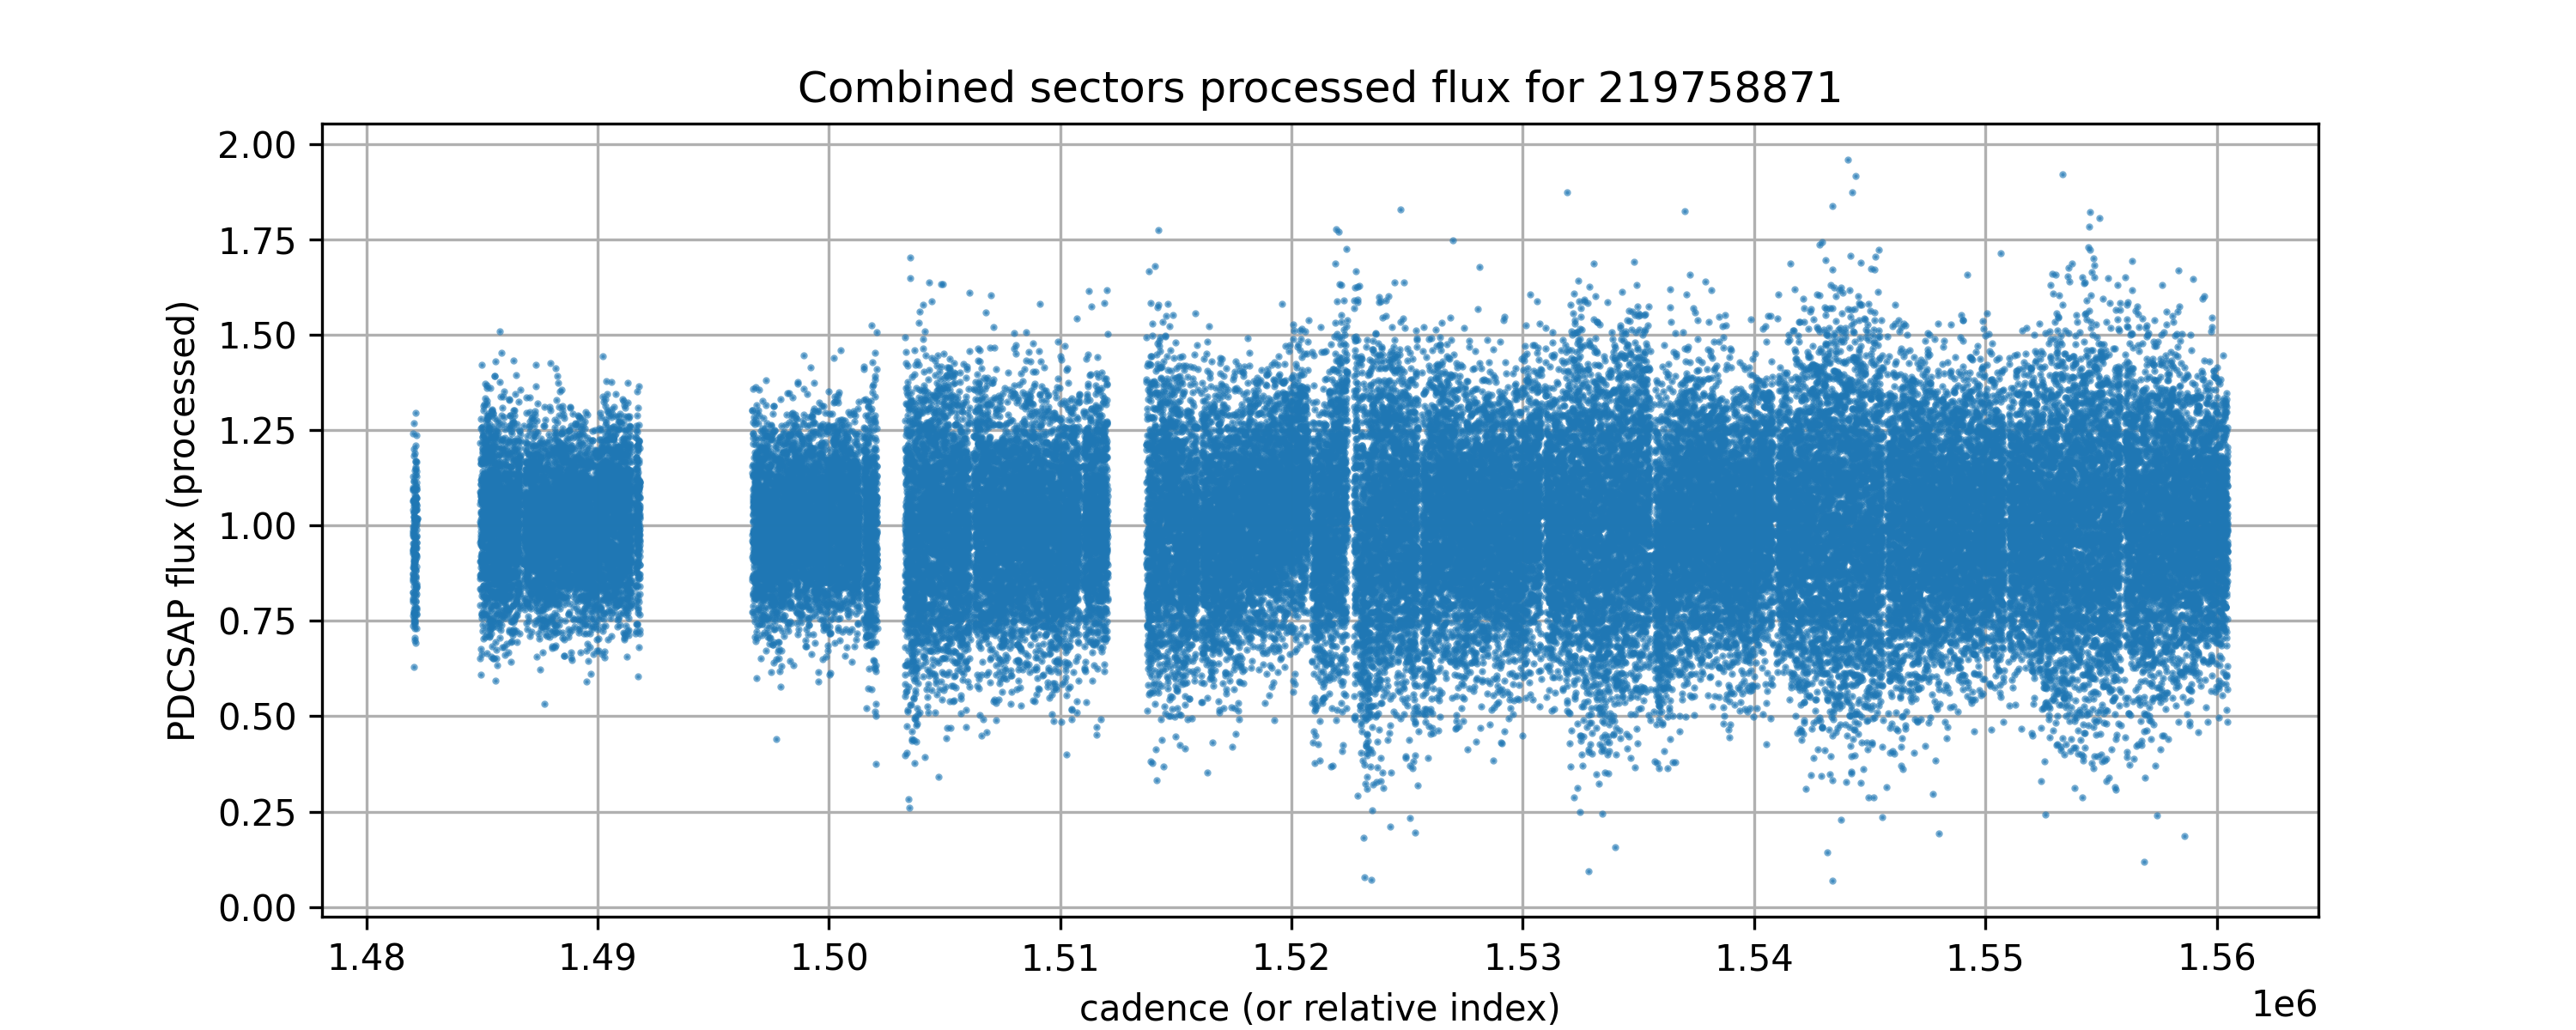 Combined sectors processed flux for 219758871
PDCSAP flux (processed)
2.00
1.75
1.50
1.25
1.00
0.75
0.50
0.25
0.00
1.48 1.49 1.50 1.51 1.52 1.53 1.54 1.55 1.56
1e6
cadence (or relative index)